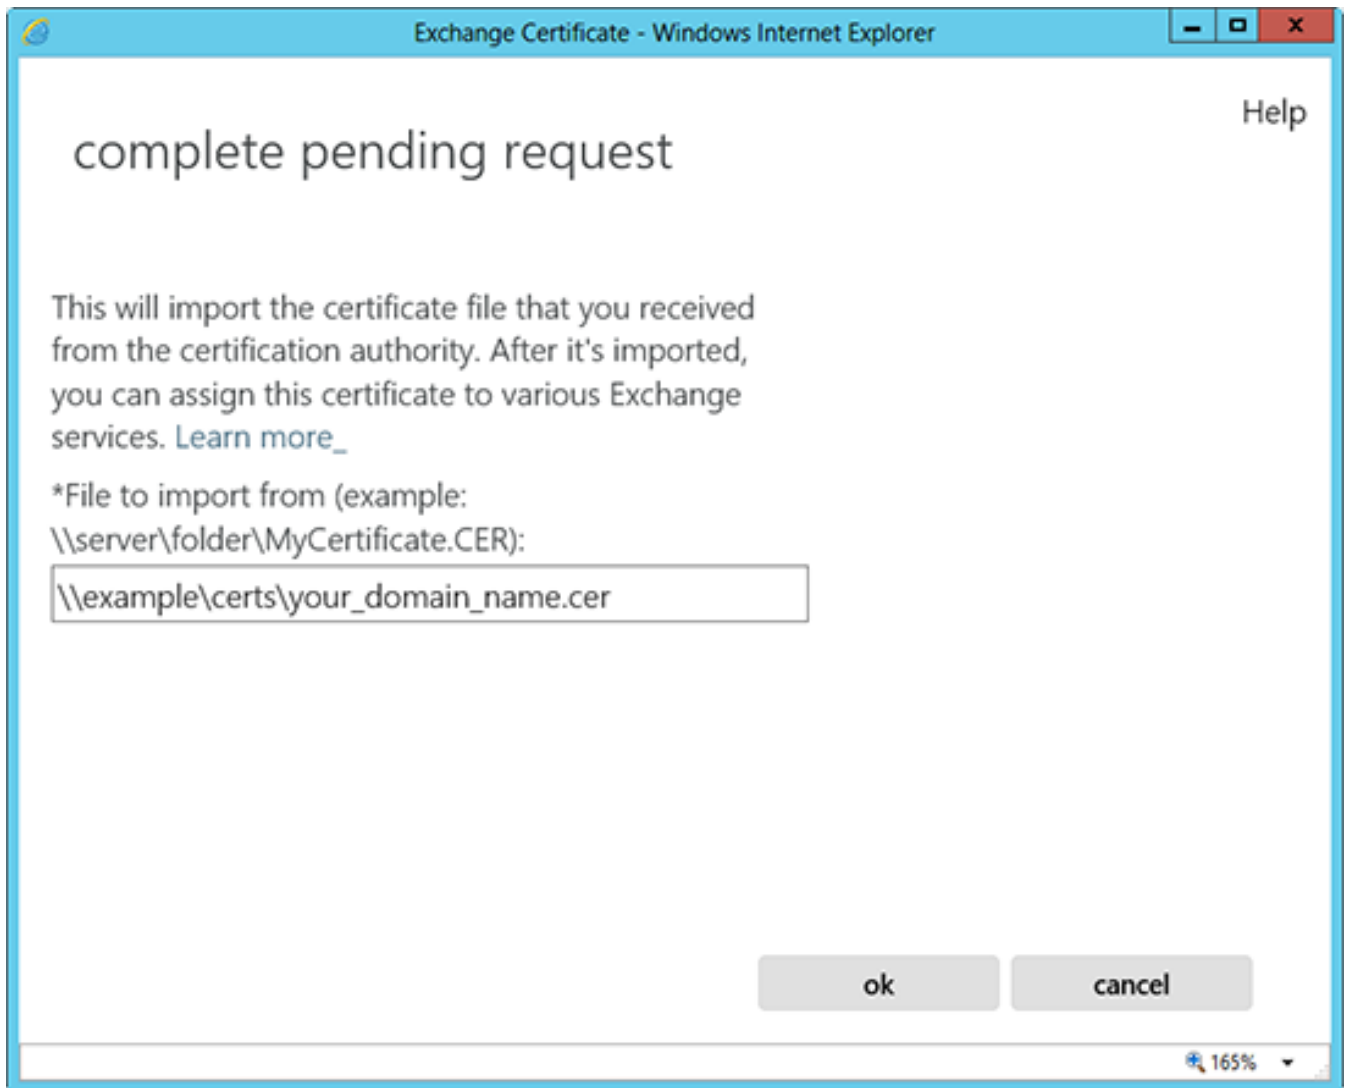 Exchange Certificate - Windows Internet Explorer
Help
complete pending request
This will import the certificate file that you received
from the certification authority. After it's imported,
you can assign this certificate to various Exchange
services. Learn more_
*File to import from (example:
\\server\folder\MyCertificate.CER):
\\example\certs\your_domain_name.cer
ok cancel
165%